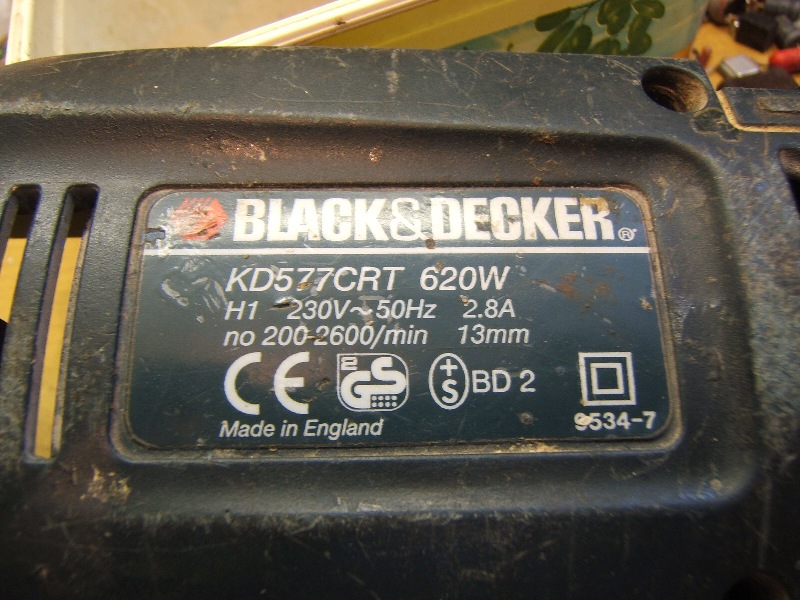 BLACK&DECKER®
KD577CRT 620W
H1 230V~50Hz 2.8A
no 200-2600/min 13mm
CE GS +S BD 2
Made in England 9534-7